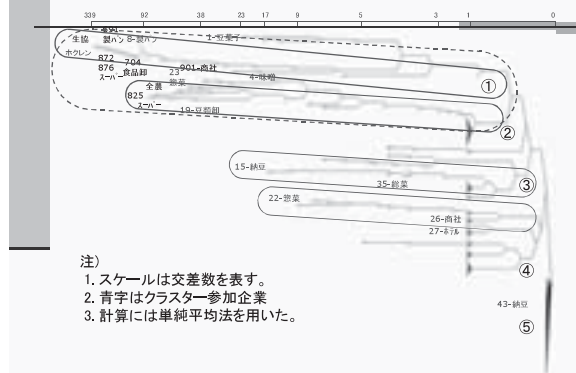 339 92 38 23 17 9 5 3 1 0
生協 製パン 8-製パン 1-豆菓子
ホクレン
872 704 901-商社
876 食品卸 23 4-味噌
スーパー 惣菜
全農 ①
825
スーパー 19-豆類卸
②
15-納豆
35-総菜 ③
22-惣菜
26-商社
27-ホテル
④
注)
1. スケールは交差数を表す。
2. 青字はクラスター参加企業
3. 計算には単純平均法を用いた。
43-納豆
⑤